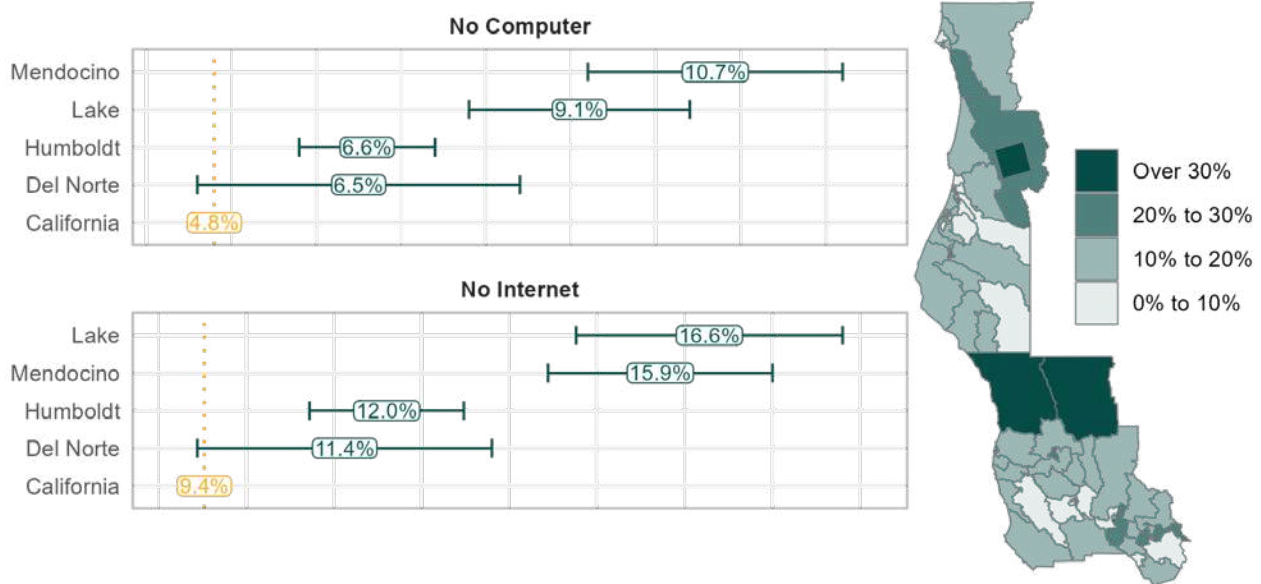 No Computer
Mendocino 10.7%
Lake 9.1%
Humboldt 6.6%
Del Norte 6.5%
California 4.8%
No Internet
Lake 16.6%
Mendocino 15.9%
Humboldt 12.0%
Del Norte 11.4%
California 9.4%
Over 30%
20% to 30%
10% to 20%
0% to 10%